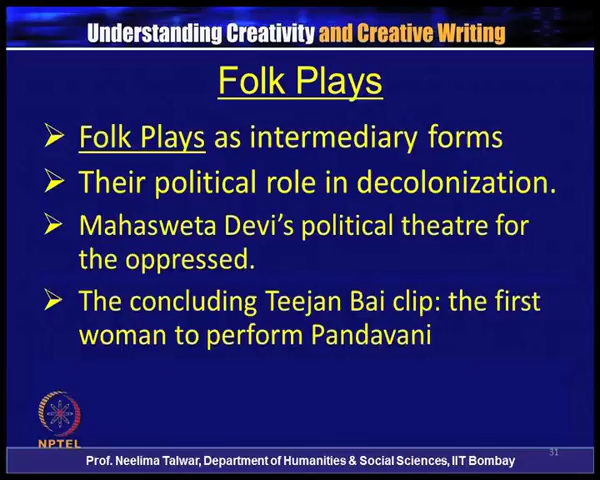 Understanding Creativity and Creative Writing
Folk Plays
➢ Folk Plays as intermediary forms
➢ Their political role in decolonization.
➢ Mahasweta Devi's political theatre for
the oppressed.
➢ The concluding Teejan Bai clip: the first
woman to perform Pandavani
NPTEL
31
Prof. Neelima Talwar, Department of Humanities & Social Sciences, IIT Bombay